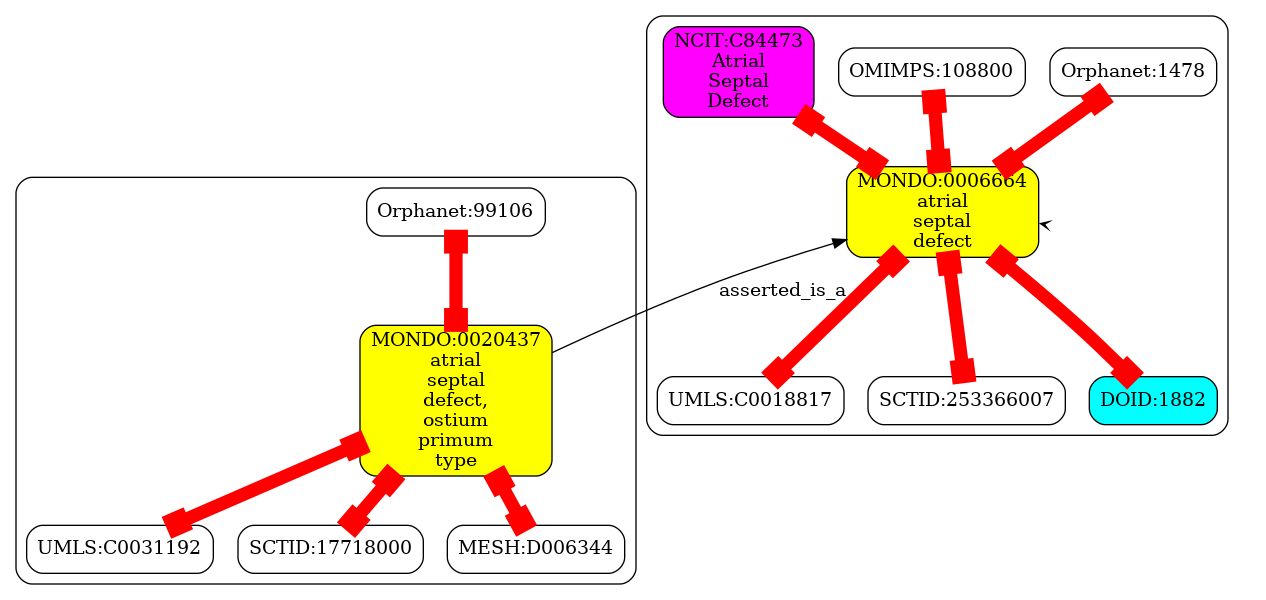 NCIT:C84473
Atrial
Septal
Defect
OMIMPS:108800
Orphanet:1478
MONDO:0006664
atrial
septal
defect
Orphanet:99106
asserted_is_a
MONDO:0020437
atrial
septal
defect,
ostium
primum
type
UMLS:C0018817
SCTID:253366007
DOID:1882
UMLS:C0031192
SCTID:17718000
MESH:D006344